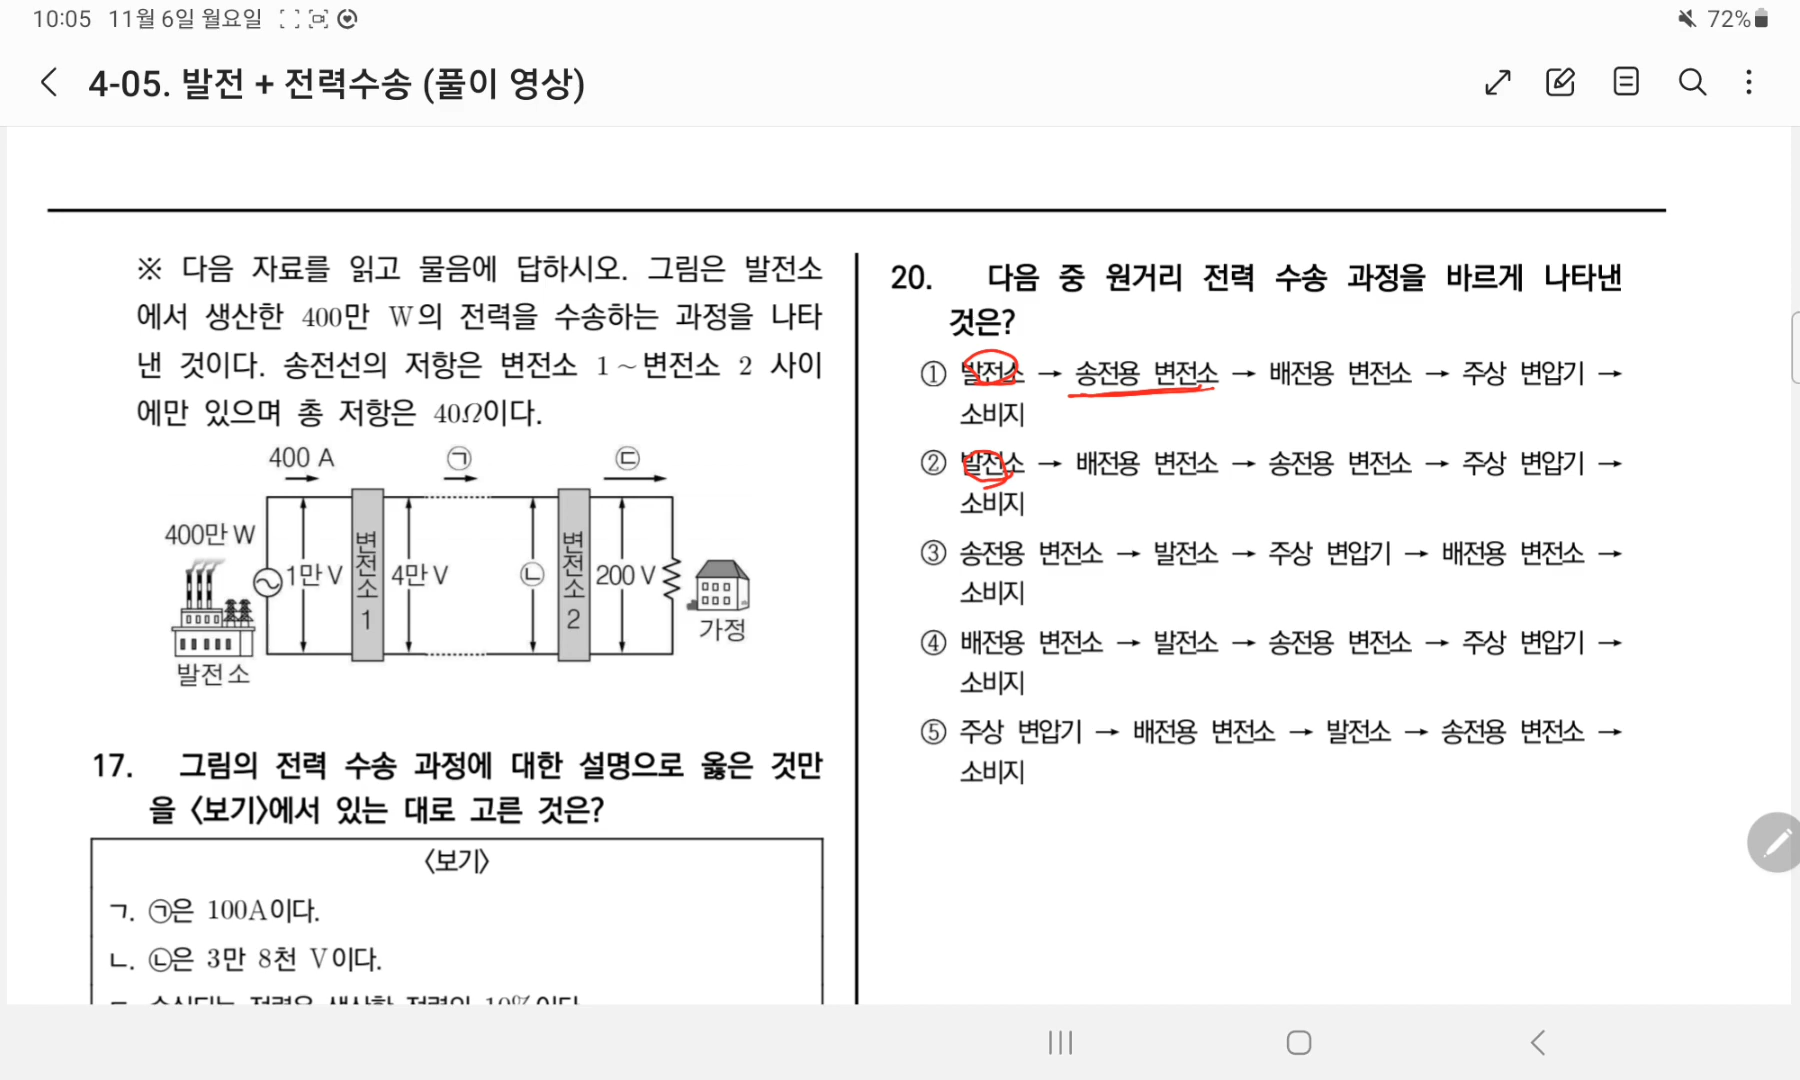 10:05 11월 6일 월요일
72%
4-05. 발전 + 전력수송 (풀이 영상)
※ 다음 자료를 읽고 물음에 답하시오. 그림은 발전소
에서 생산한 400만 W의 전력을 수송하는 과정을 나타
낸 것이다. 송전선의 저항은 변전소 1 ~ 변전소 2 사이
에만 있으며 총 저항은 40Ω이다.
400 A
㉠
㉢
400만 W
1만 V
변전소 1
4만 V
㉡
변전소 2
200 V
가정
발전소
17. 그림의 전력 수송 과정에 대한 설명으로 옳은 것만
을 〈보기〉에서 있는 대로 고른 것은?
〈보기〉
ㄱ. ㉠은 100A이다.
ㄴ. ㉡은 3만 8천 V이다.
ㄷ. 손실되는 전력은 생산한 전력의 10%이다.
20. 다음 중 원거리 전력 수송 과정을 바르게 나타낸
것은?
① 발전소 → 송전용 변전소 → 배전용 변전소 → 주상 변압기 →
소비지
② 발전소 → 배전용 변전소 → 송전용 변전소 → 주상 변압기 →
소비지
③ 송전용 변전소 → 발전소 → 주상 변압기 → 배전용 변전소 →
소비지
④ 배전용 변전소 → 발전소 → 송전용 변전소 → 주상 변압기 →
소비지
⑤ 주상 변압기 → 배전용 변전소 → 발전소 → 송전용 변전소 →
소비지